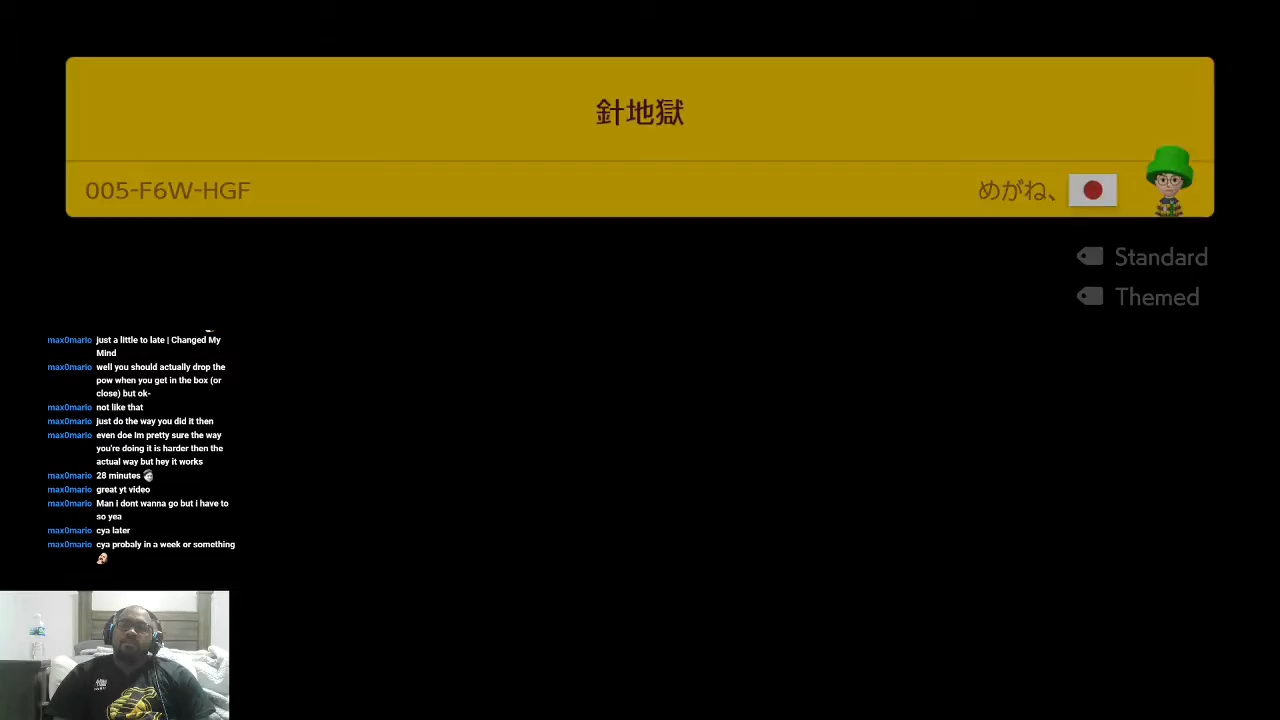 針地獄
005-F6W-HGF
めがね、
Standard
Themed
max0mario just a little to late | Changed My
Mind
max0mario well you should actually drop the
pow when you get in the box (or
close) but ok-
max0mario not like that
max0mario just do the way you did it then
max0mario even doe Im pretty sure the way
you're doing it is harder then the
actual way but hey it works
max0mario 28 minutes
max0mario great yt video
max0mario Man i dont wanna go but i have to
so yea
max0mario cya later
max0mario cya probaly in a week or something